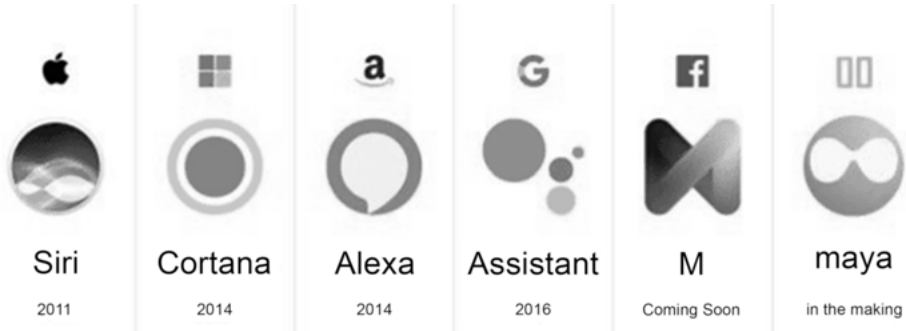 Siri
2011
Cortana
2014
Alexa
2014
Assistant
2016
M
Coming Soon
maya
in the making